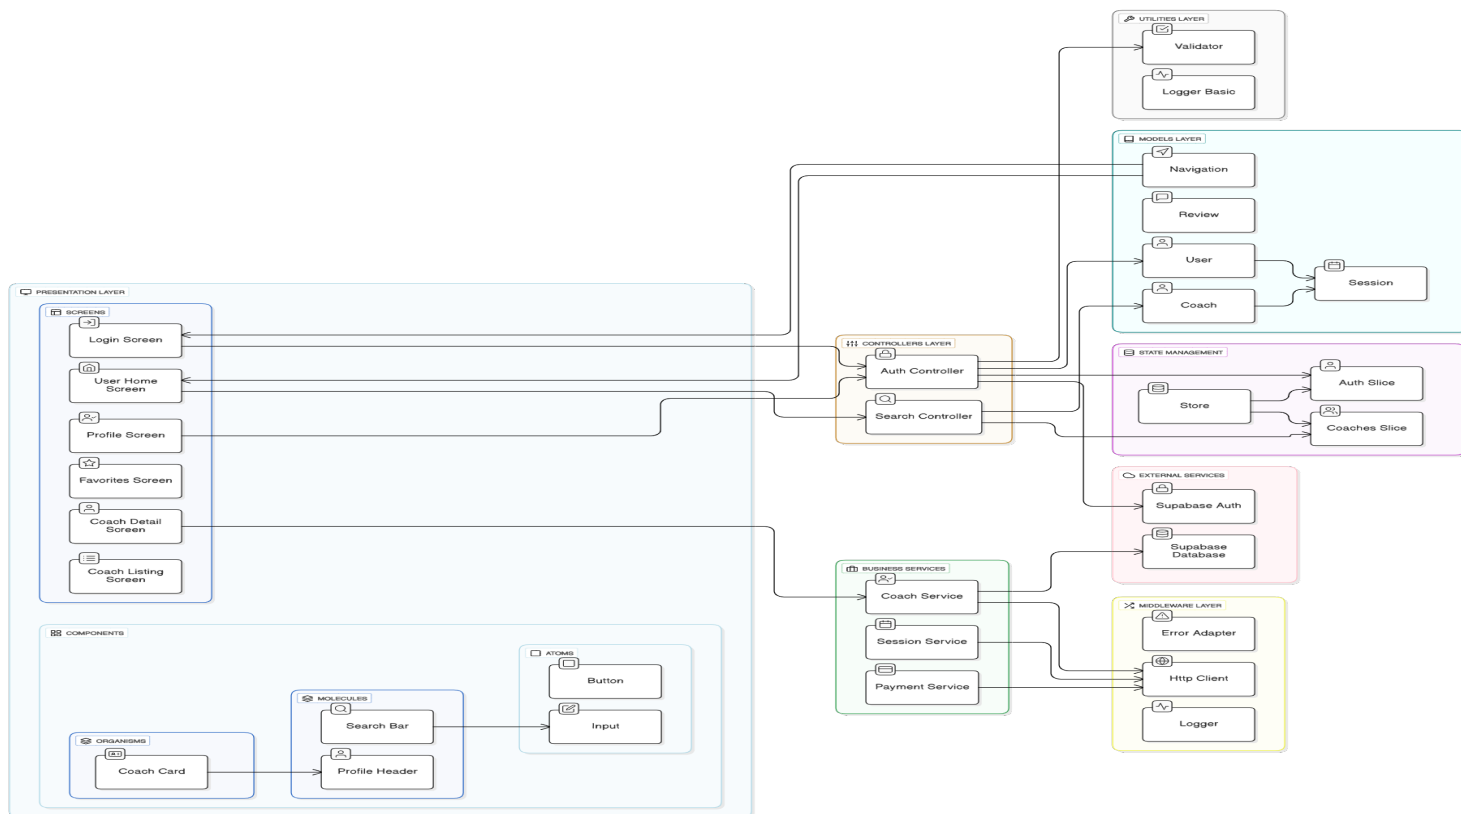 UTILITIES LAYER
Validator
Logger Basic
MODELS LAYER
Navigation
Review
User
Session
Coach
PRESENTATION LAYER
SCREENS
Login Screen
User Home
Screen
Profile Screen
Favorites Screen
Coach Detail
Screen
Coach Listing
Screen
CONTROLLERS LAYER
Auth Controller
Search Controller
STATE MANAGEMENT
Auth Slice
Store
Coaches Slice
EXTERNAL SERVICES
Supabase Auth
Supabase
Database
BUSINESS SERVICES
Coach Service
Session Service
Payment Service
MIDDLEWARE LAYER
Error Adapter
Http Client
Logger
COMPONENTS
ATOMS
Button
Input
MOLECULES
Search Bar
Profile Header
ORGANISMS
Coach Card